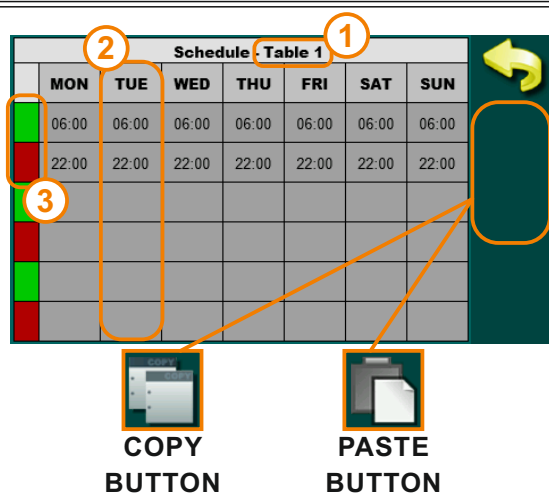 1
2
Schedule - Table 1
MON TUE WED THU FRI SAT SUN
06:00 06:00 06:00 06:00 06:00 06:00 06:00
22:00 22:00 22:00 22:00 22:00 22:00 22:00
3
COPY
COPY
COPY PASTE
BUTTON BUTTON